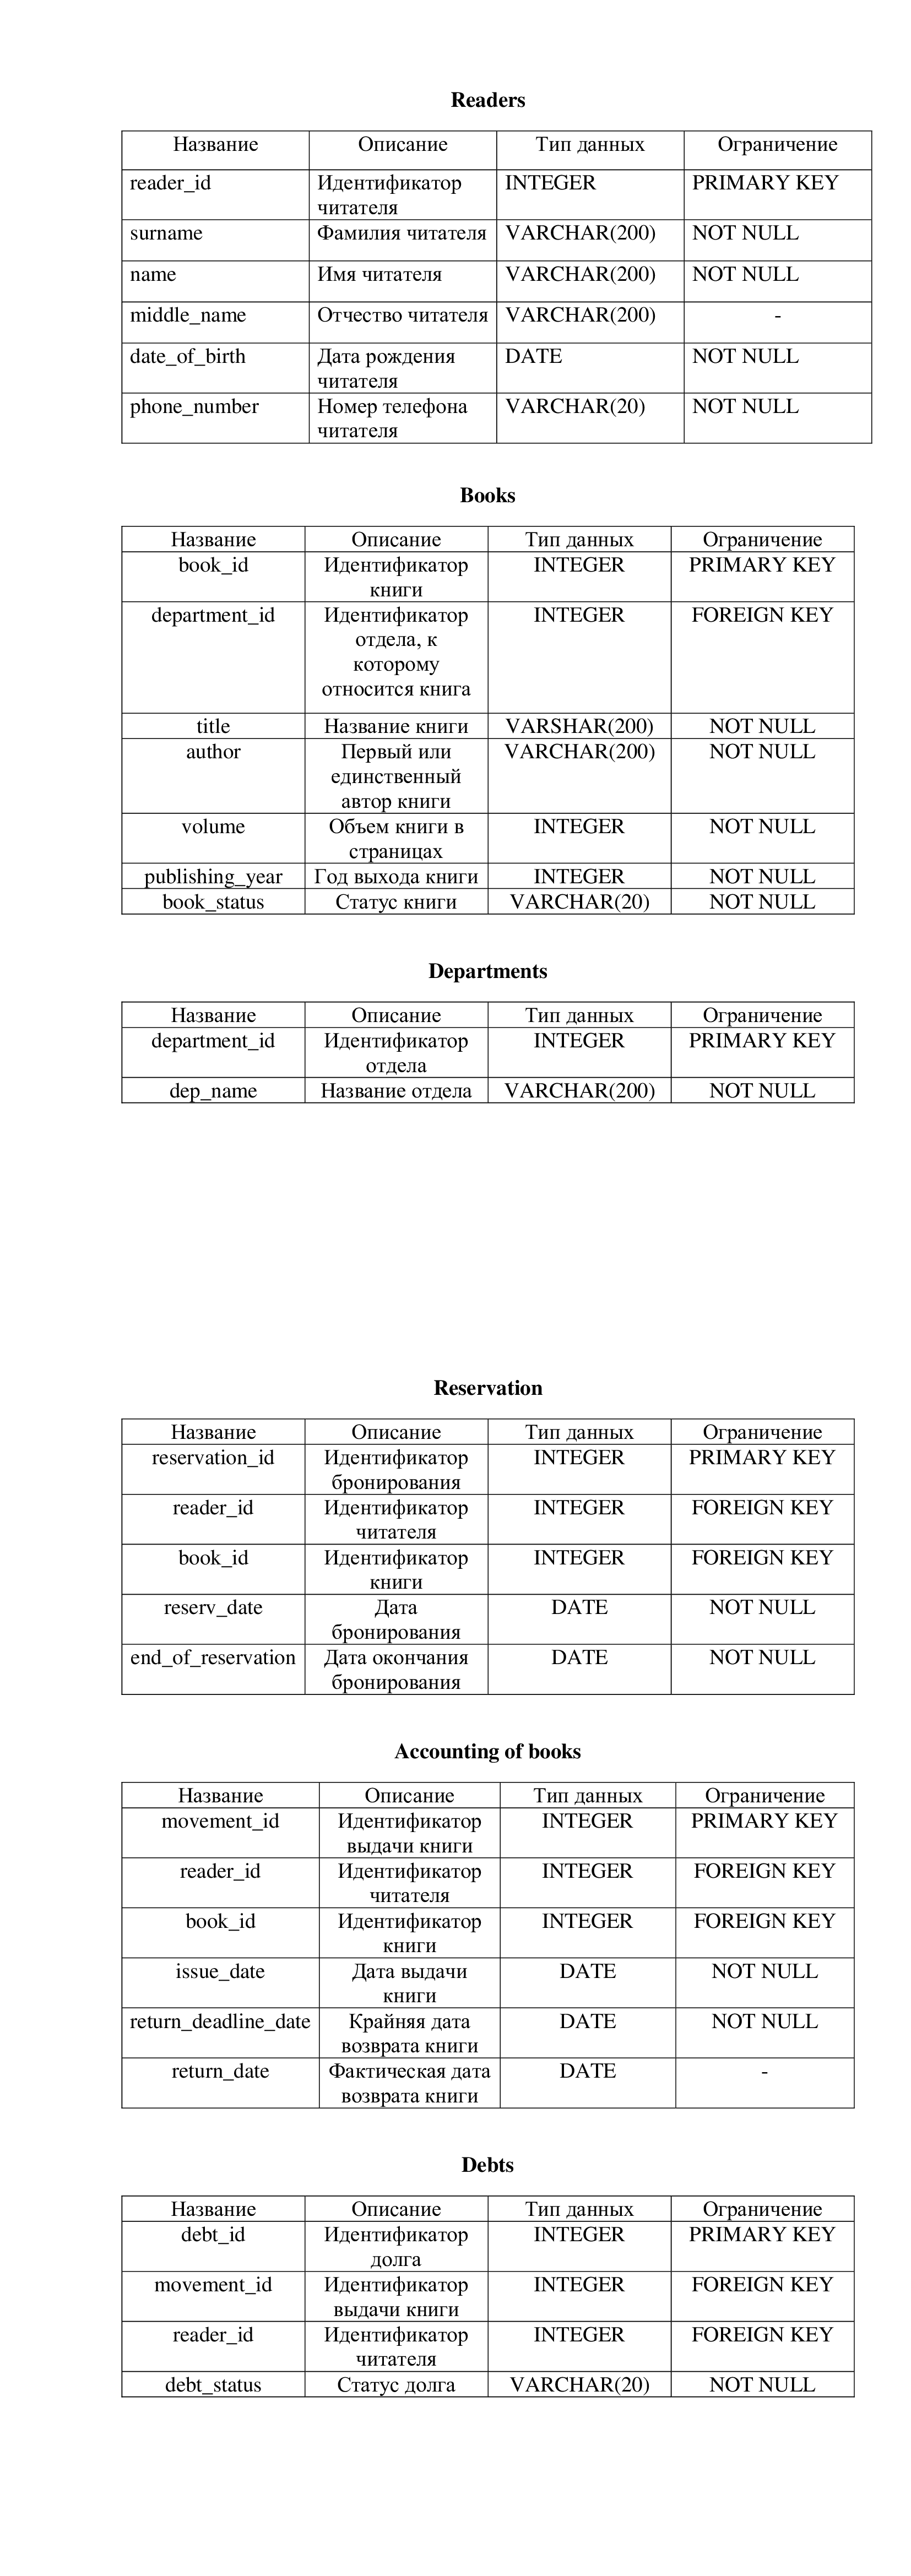 Readers
Название Описание Тип данных Ограничение
reader_id Идентификатор INTEGER PRIMARY KEY
читателя
surname Фамилия читателя VARCHAR(200) NOT NULL
name Имя читателя VARCHAR(200) NOT NULL
middle_name Отчество читателя VARCHAR(200) -
date_of_birth Дата рождения DATE NOT NULL
читателя
phone_number Номер телефона VARCHAR(20) NOT NULL
читателя
Books
Название Описание Тип данных Ограничение
book_id Идентификатор INTEGER PRIMARY KEY
книги
department_id Идентификатор INTEGER FOREIGN KEY
отдела, к
которому
относится книга
title Название книги VARSHAR(200) NOT NULL
author Первый или VARCHAR(200) NOT NULL
единственный
автор книги
volume Объем книги в INTEGER NOT NULL
страницах
publishing_year Год выхода книги INTEGER NOT NULL
book_status Статус книги VARCHAR(20) NOT NULL
Departments
Название Описание Тип данных Ограничение
department_id Идентификатор INTEGER PRIMARY KEY
отдела
dep_name Название отдела VARCHAR(200) NOT NULL
Reservation
Название Описание Тип данных Ограничение
reservation_id Идентификатор INTEGER PRIMARY KEY
бронирования
reader_id Идентификатор INTEGER FOREIGN KEY
читателя
book_id Идентификатор INTEGER FOREIGN KEY
книги
reserv_date Дата DATE NOT NULL
бронирования
end_of_reservation Дата окончания DATE NOT NULL
бронирования
Accounting of books
Название Описание Тип данных Ограничение
movement_id Идентификатор INTEGER PRIMARY KEY
выдачи книги
reader_id Идентификатор INTEGER FOREIGN KEY
читателя
book_id Идентификатор INTEGER FOREIGN KEY
книги
issue_date Дата выдачи DATE NOT NULL
книги
return_deadline_date Крайняя дата DATE NOT NULL
возврата книги
return_date Фактическая дата DATE -
возврата книги
Debts
Название Описание Тип данных Ограничение
debt_id Идентификатор INTEGER PRIMARY KEY
долга
movement_id Идентификатор INTEGER FOREIGN KEY
выдачи книги
reader_id Идентификатор INTEGER FOREIGN KEY
читателя
debt_status Статус долга VARCHAR(20) NOT NULL